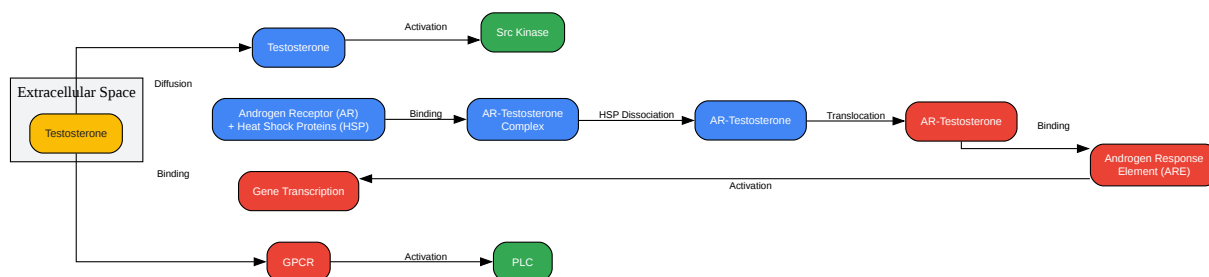 Activation
Src Kinase
Testosterone
Diffusion
Extracellular Space
Testosterone
Androgen Receptor (AR)
+ Heat Shock Proteins (HSP)
Binding
AR-Testosterone
Complex
HSP Dissociation
AR-Testosterone
Translocation
AR-Testosterone
Binding
Androgen Response
Element (ARE)
Binding
Gene Transcription
Activation
GPCR
Activation
PLC